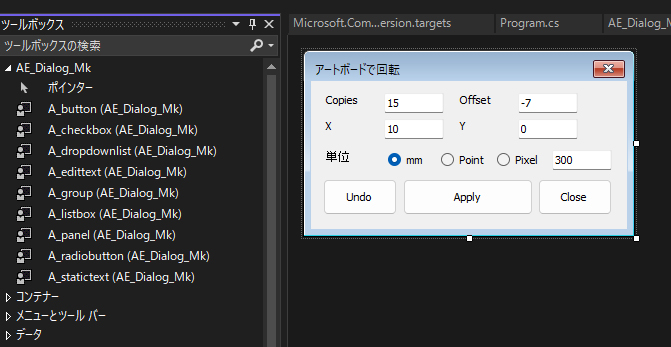 ツールボックス
ツールボックスの検索
AE_Dialog_Mk
ポインター
A_button (AE_Dialog_Mk)
A_checkbox (AE_Dialog_Mk)
A_dropdownlist (AE_Dialog_Mk)
A_edittext (AE_Dialog_Mk)
A_group (AE_Dialog_Mk)
A_listbox (AE_Dialog_Mk)
A_panel (AE_Dialog_Mk)
A_radiobutton (AE_Dialog_Mk)
A_statictext (AE_Dialog_Mk)
コンテナー
メニューとツール バー
データ
Microsoft.Com...ersion.targets
Program.cs
AE_Dialog_M
アートボードで回転
Copies 15 Offset -7
X 10 Y 0
単位 mm Point Pixel 300
Undo Apply Close